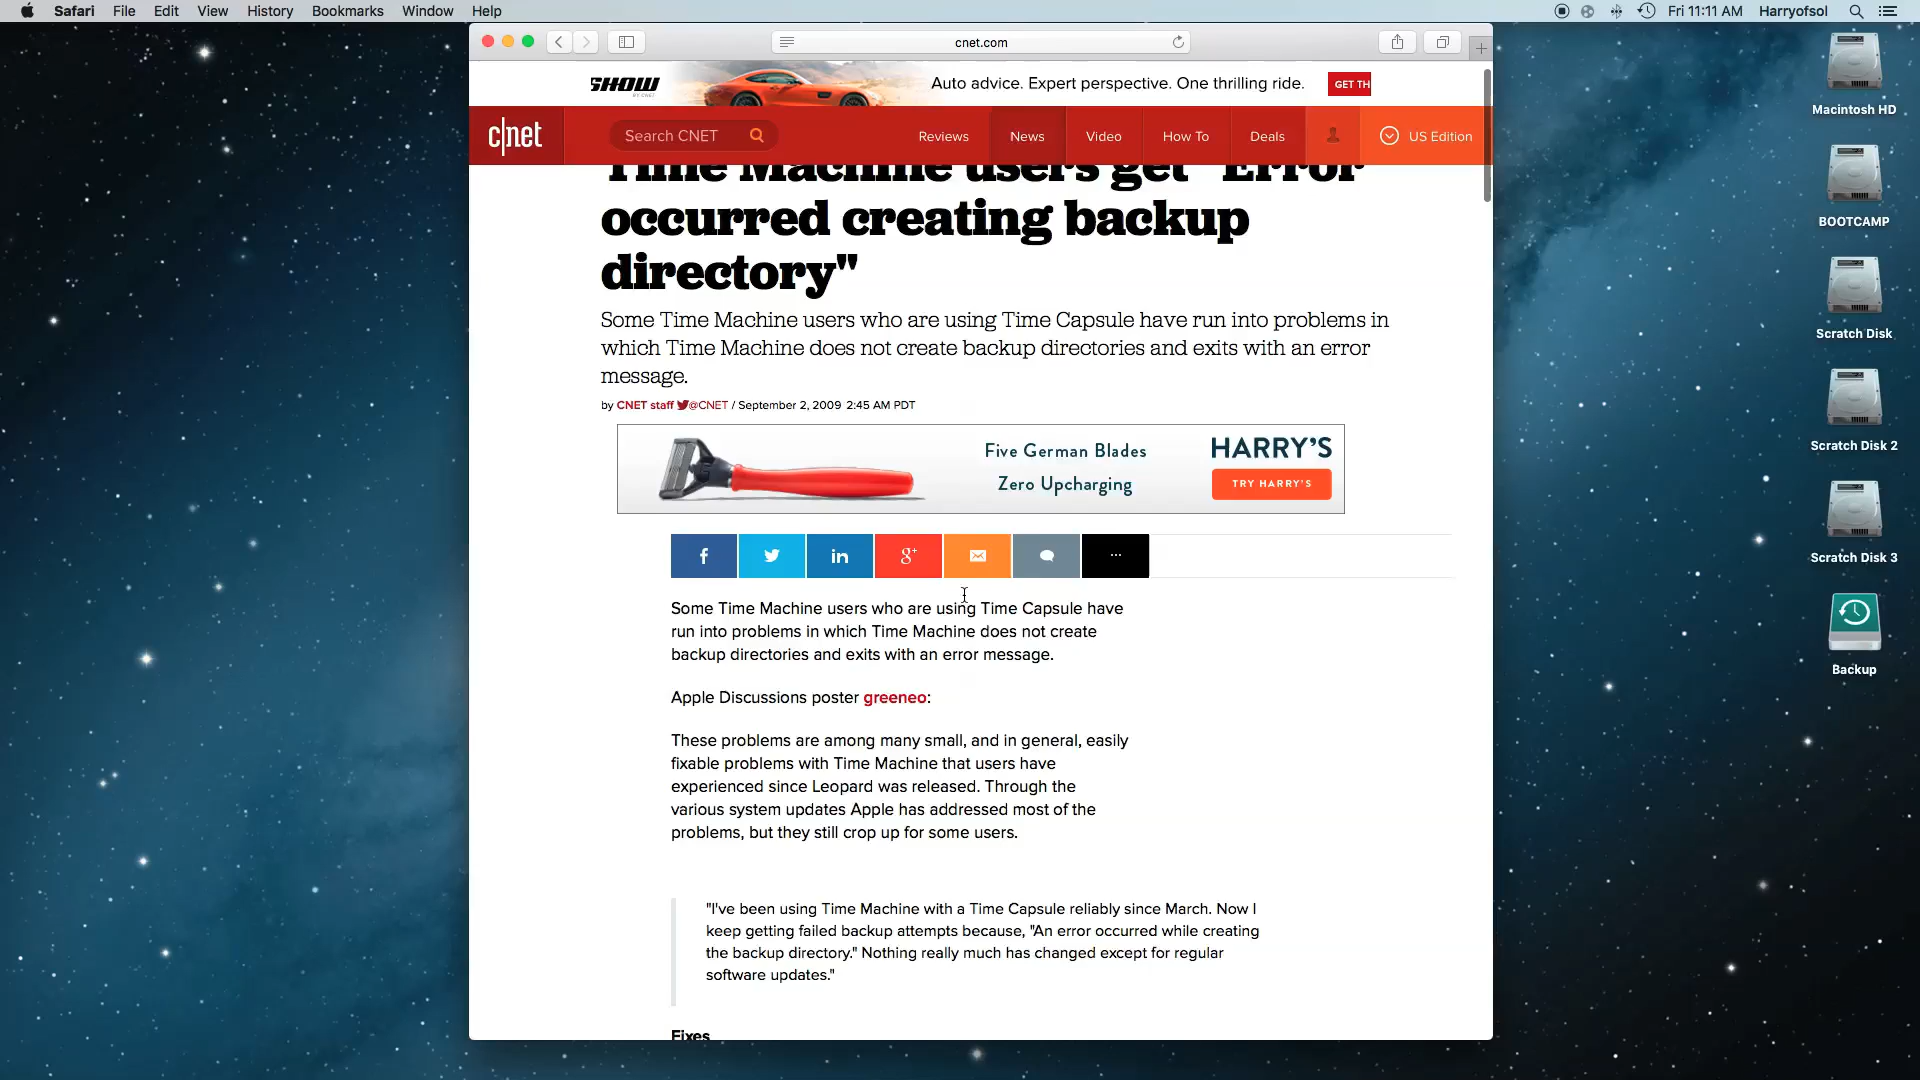 Safari File Edit View History Bookmarks Window Help
Fri 11:11 AM Harryofsol
cnet.com
SHOW
BY CNET
Auto advice. Expert perspective. One thrilling ride.
GET TH
c|net
Search CNET
Reviews News Video How To Deals US Edition
Time Machine users get "Error
occurred creating backup
directory"
Some Time Machine users who are using Time Capsule have run into problems in
which Time Machine does not create backup directories and exits with an error
message.
by CNET staff @CNET / September 2, 2009 2:45 AM PDT
Five German Blades
Zero Upcharging
HARRY'S
TRY HARRY'S
f
in
g+
...
Some Time Machine users who are using Time Capsule have
run into problems in which Time Machine does not create
backup directories and exits with an error message.
Apple Discussions poster greeneo:
These problems are among many small, and in general, easily
fixable problems with Time Machine that users have
experienced since Leopard was released. Through the
various system updates Apple has addressed most of the
problems, but they still crop up for some users.
"I've been using Time Machine with a Time Capsule reliably since March. Now I
keep getting failed backup attempts because, "An error occurred while creating
the backup directory." Nothing really much has changed except for regular
software updates."
Fixes
Macintosh HD
BOOTCAMP
Scratch Disk
Scratch Disk 2
Scratch Disk 3
Backup